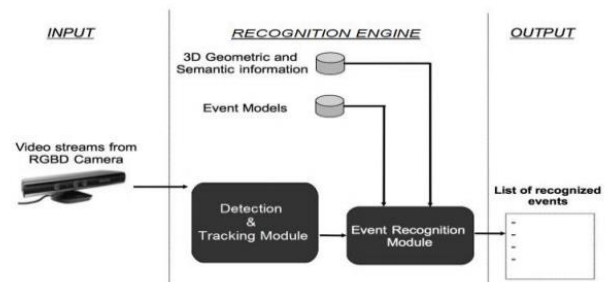 INPUT
RECOGNITION ENGINE
OUTPUT
3D Geometric and
Semantic information
Event Models
Video streams from
RGBD Camera
Detection
&
Tracking Module
Event Recognition
Module
List of recognized
events
-
-
-
-